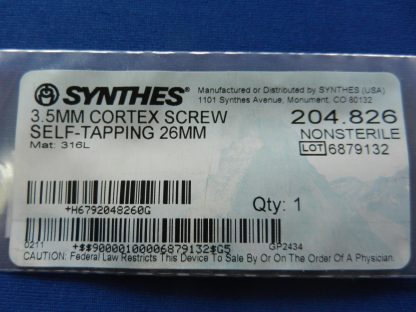 SYNTHES®
Manufactured or Distributed by SYNTHES (USA)
1101 Synthes Avenue, Monument, CO 80132
3.5MM CORTEX SCREW
SELF-TAPPING 26MM
Mat: 316L
204.826
NONSTERILE
LOT 6879132
+H6792048260G
Qty: 1
0211
+$$90000100006879132$G5
GP2434
CAUTION: Federal Law Restricts This Device To Sale By Or On The Order Of A Physician.